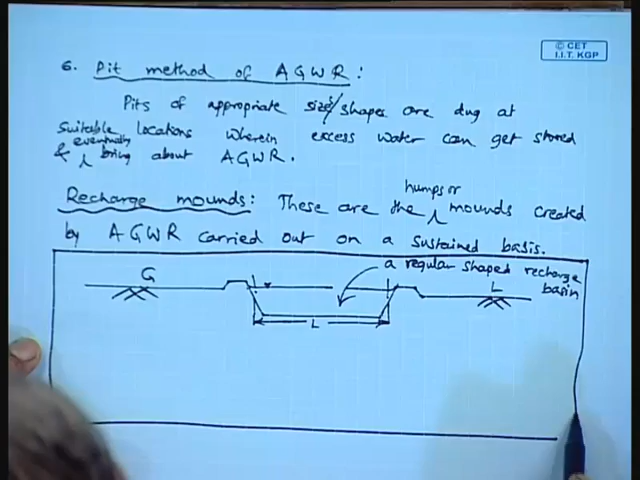 © CET
I.I.T. KGP
6. Pit method of AGWR:
Pits of appropriate sizes/shapes are dug at
suitable locations wherein excess water can get stored
& eventually bring about AGWR.
Recharge mounds: These are the humps or mounds created
by AGWR carried out on a sustained basis.
a regular shaped recharge
basin
G
L
L